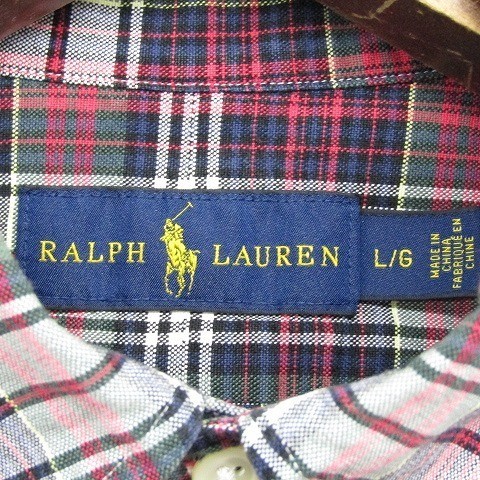 RALPH LAUREN
L/G
MADE IN
CHINA
FABRIQUÉ EN
CHINE